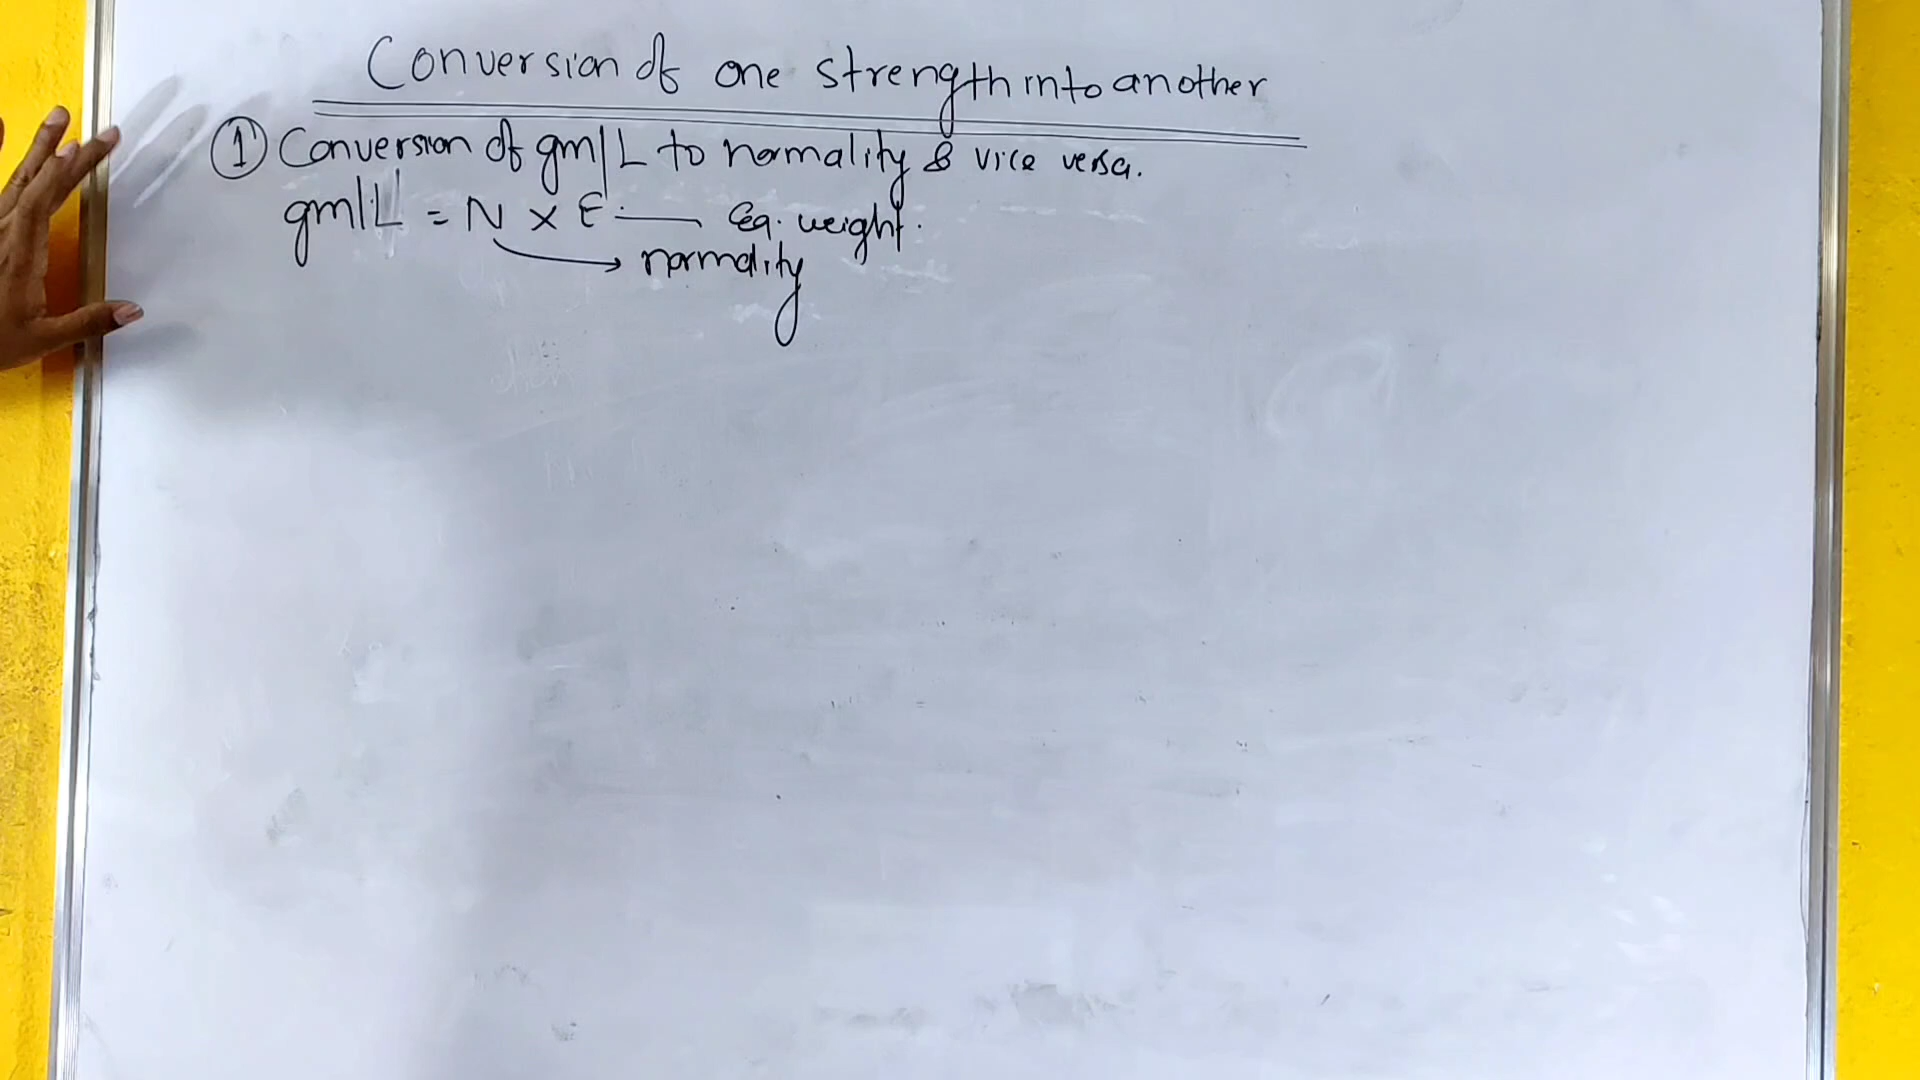 Conversion of one strength into another
① Conversion of gm/L to normality & vice versa.
gm/L = N × E — Eq. weight.
→ normality